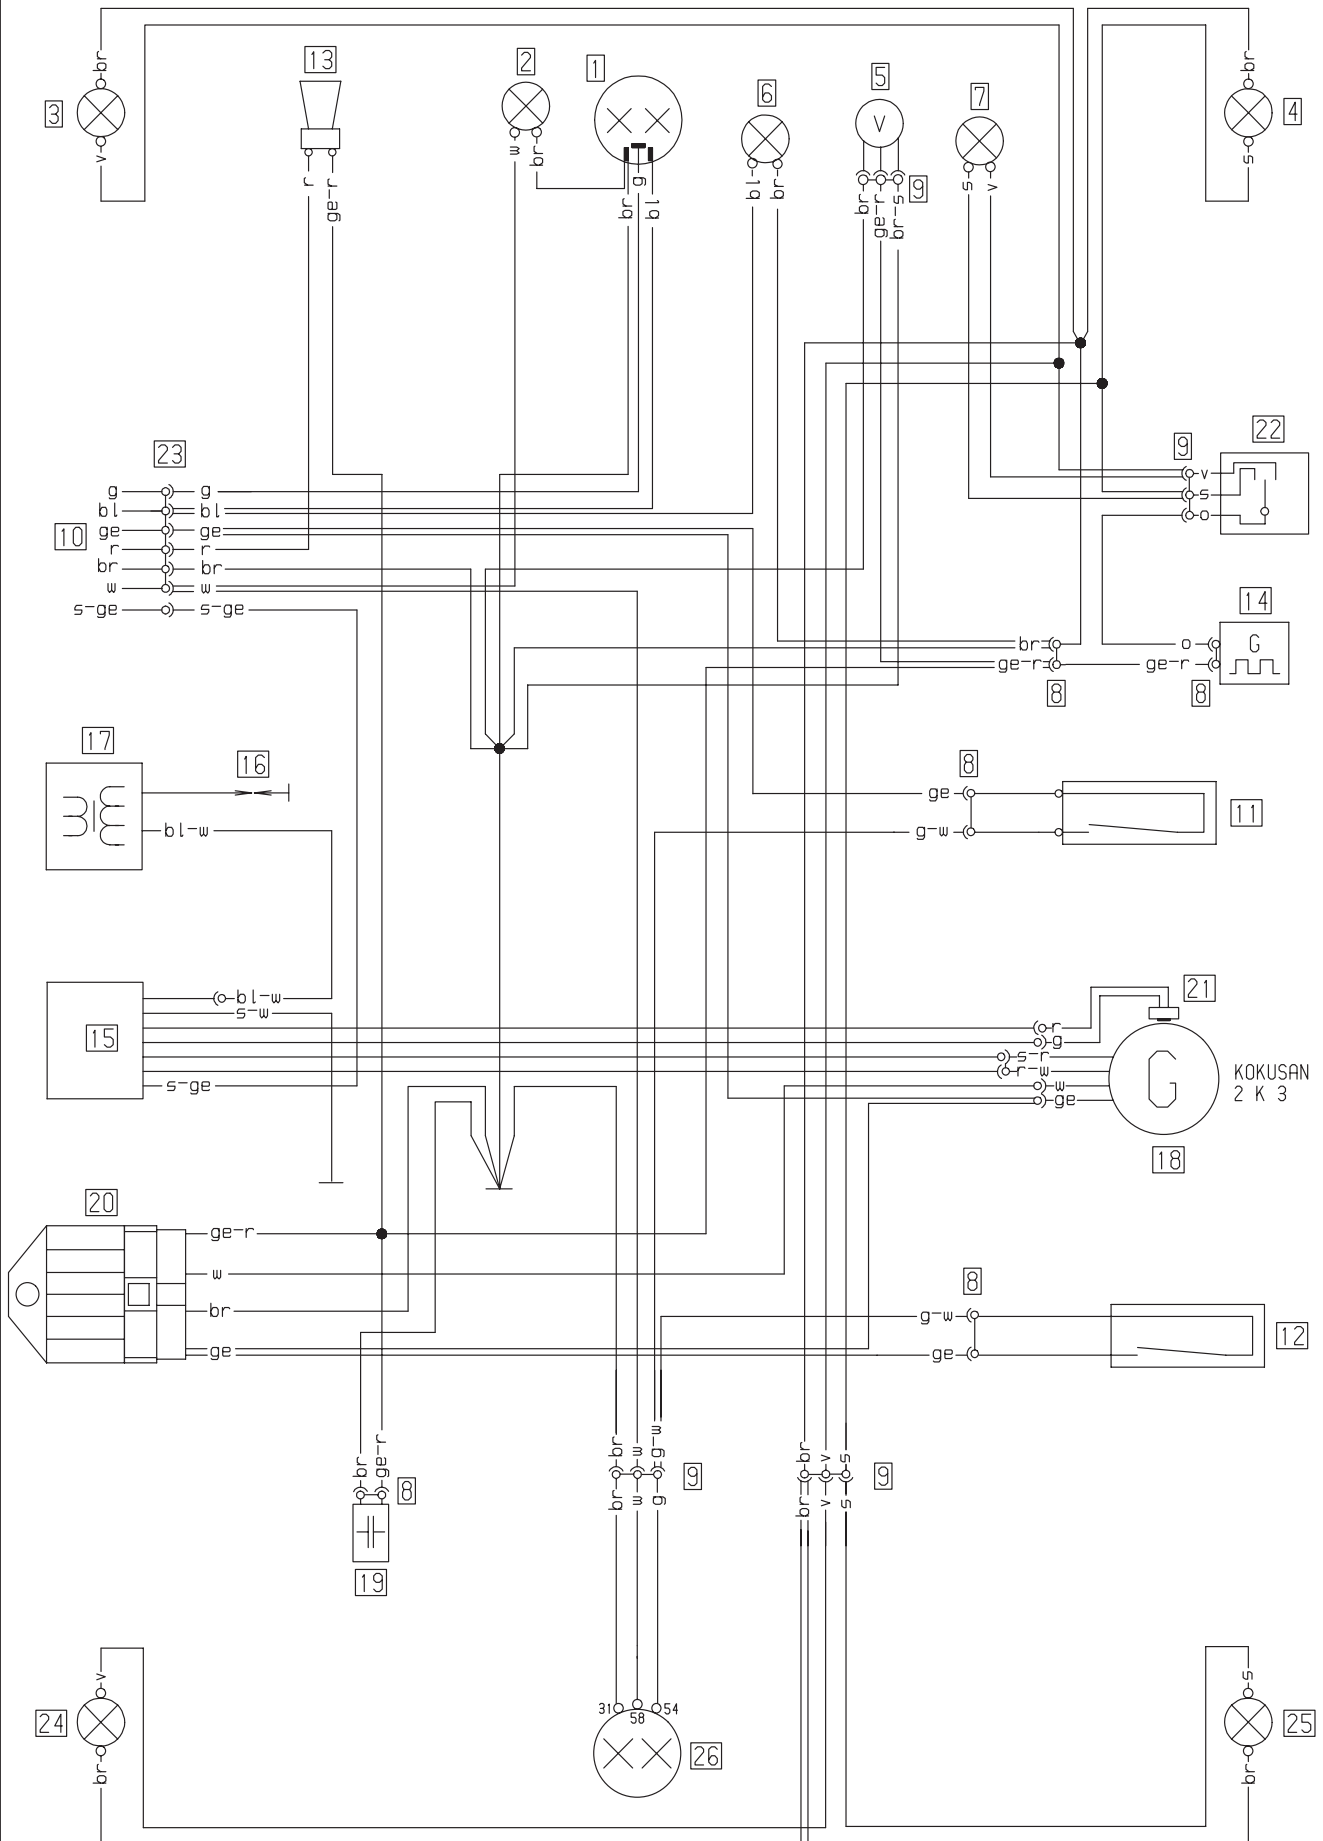 13
2
1
6
5
7
3
4
br
v
r
ge-r
w
br
br
g
bl
bl
br
V
9
br
ge-r
br-s
s
v
br
s
23
10
g g
bl bl
ge ge
r r
br br
w w
s-ge s-ge
9
22
v
s
o
14
G
br
ge-r
8
o
ge-r
8
17
16
bl-w
8
ge
g-w
11
15
bl-w
s-w
s-ge
21
r
g
s-r
r-w
w
ge
G
KOKUSAN
2 K 3
18
20
ge-r
w
br
ge
8
g-w
ge
12
br
ge-r
8
19
br
w
g-w
9
br
w
g
br
v
s
9
br
v
s
31
58
54
26
24
v
br
25
s
br